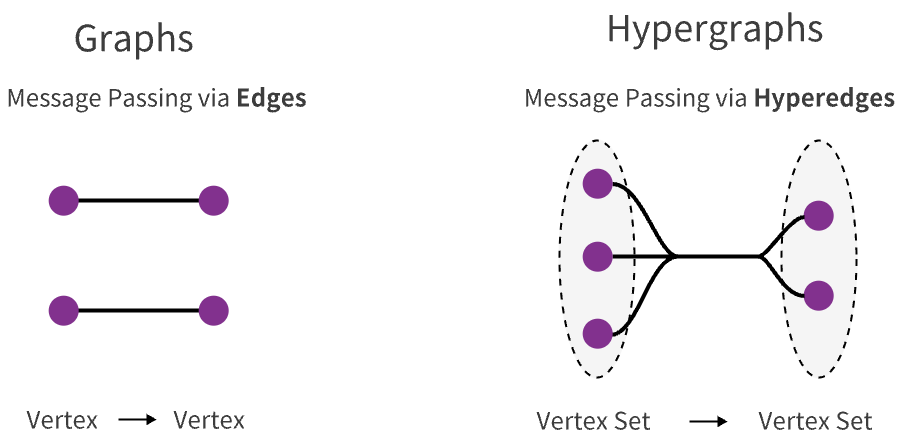 Graphs
Message Passing via Edges
Vertex → Vertex
Hypergraphs
Message Passing via Hyperedges
Vertex Set → Vertex Set